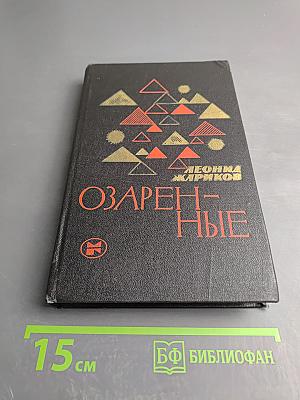 ЛЕОНИД
ЖАРИКОВ
ОЗАРЕН-
НЫЕ
15 см
БФ БИБЛИОФАН